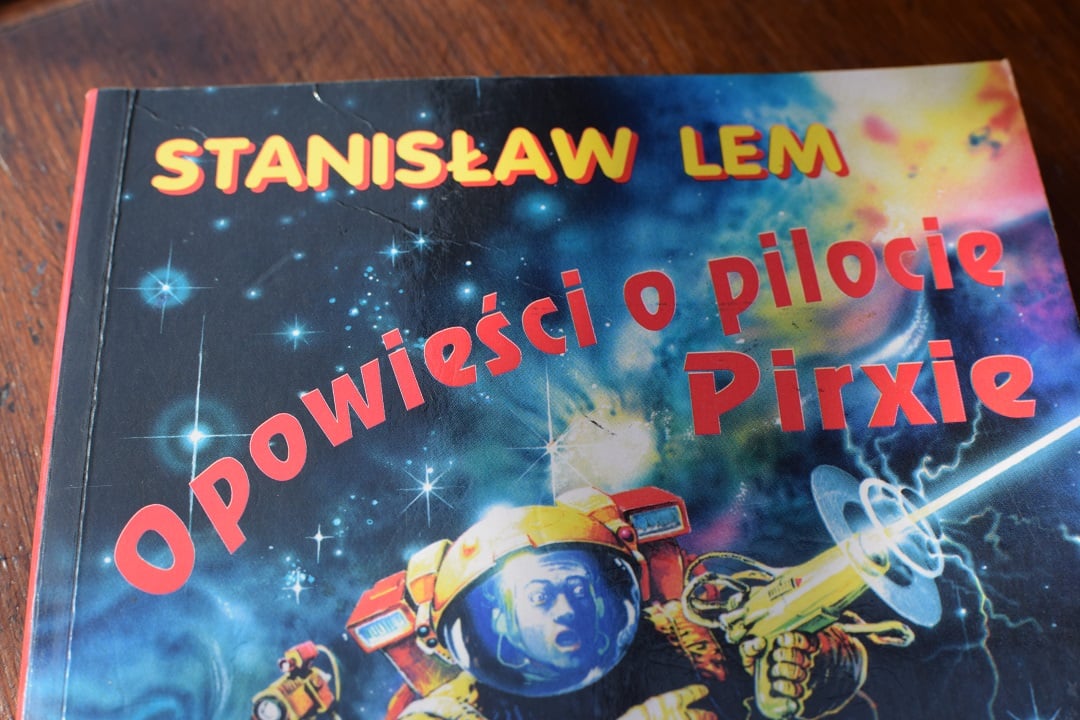 STANISŁAW LEM
Opowieści o pilocie
Pirxie